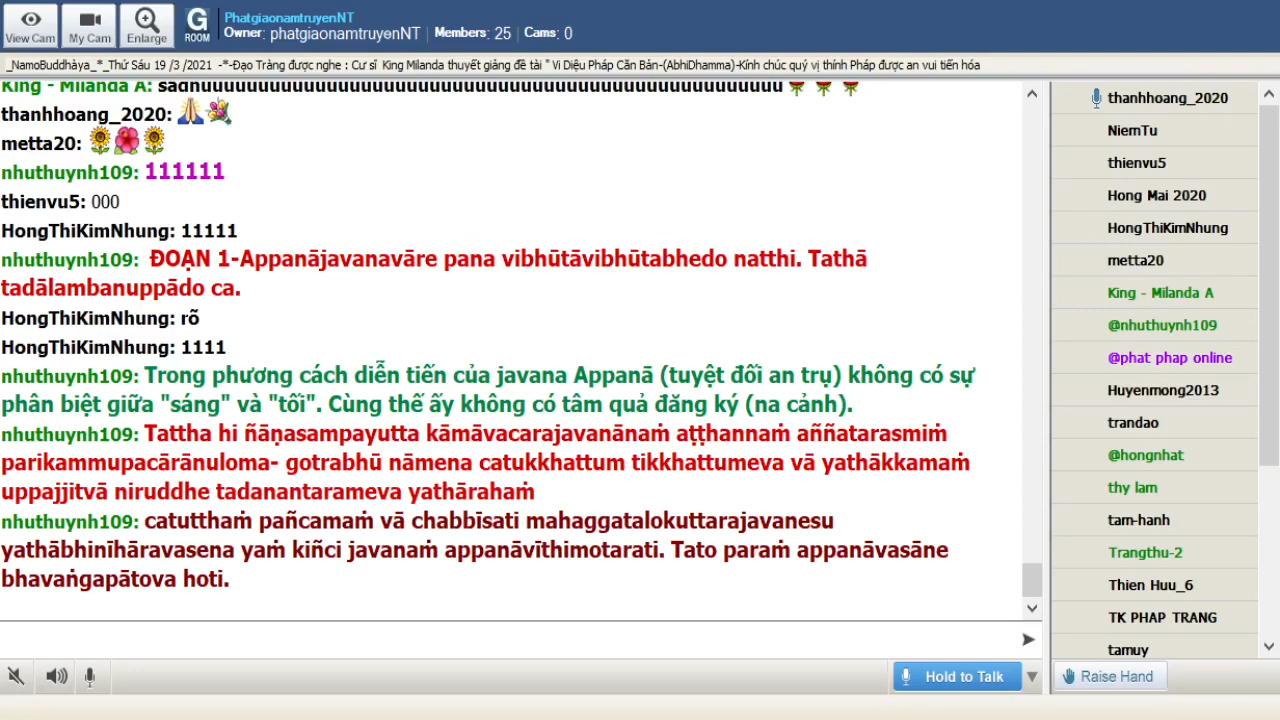 View Cam
My Cam
Enlarge
G
ROOM
PhatgiaonamtruyenNT
Owner: phatgiaonamtruyenNT | Members: 25 | Cams: 0
_NamoBuddhàya_*_Thứ Sáu 19 /3 /2021 -*-Đạo Tràng được nghe : Cư sĩ King Milanda thuyết giảng đề tài " Vi Diệu Pháp Căn Bản-(AbhiDhamma)-Kính chúc quý vị thính Pháp được an vui tiến hóa
thanhhoang_2020:
metta20:
nhuthuynh109: 111111
thienvu5: 000
HongThiKimNhung: 11111
nhuthuynh109: ĐOẠN 1-Appanājavanavāre pana vibhūtāvibhūtabhedo natthi. Tathā
tadālambanuppādo ca.
HongThiKimNhung: rõ
HongThiKimNhung: 1111
nhuthuynh109: Trong phương cách diễn tiến của javana Appanā (tuyệt đối an trụ) không có sự
phân biệt giữa "sáng" và "tối". Cùng thế ấy không có tâm quả đăng ký (na cảnh).
nhuthuynh109: Tattha hi ñāṇasampayutta kāmāvacarajavanānaṁ aṭṭhannaṁ aññatarasmiṁ
parikammupacārānuloma- gotrabhū nāmena catukkhattum tikkhattumeva vā yathākkamaṁ
uppajjitvā niruddhe tadanantarameva yathārahaṁ
nhuthuynh109: catutthaṁ pañcamaṁ vā chabbīsati mahaggatalokuttarajavanesu
yathābhinīhāravasena yaṁ kiñci javanaṁ appanāvīthimotarati. Tato paraṁ appanāvasāne
bhavaṅgapātova hoti.
Hold to Talk
thanhhoang_2020
NiemTu
thienvu5
Hong Mai 2020
HongThiKimNhung
metta20
King - Milanda A
@nhuthuynh109
@phat phap online
Huyenmong2013
trandao
@hongnhat
thy lam
tam-hanh
Trangthu-2
Thien Huu_6
TK PHAP TRANG
tamuy
Raise Hand